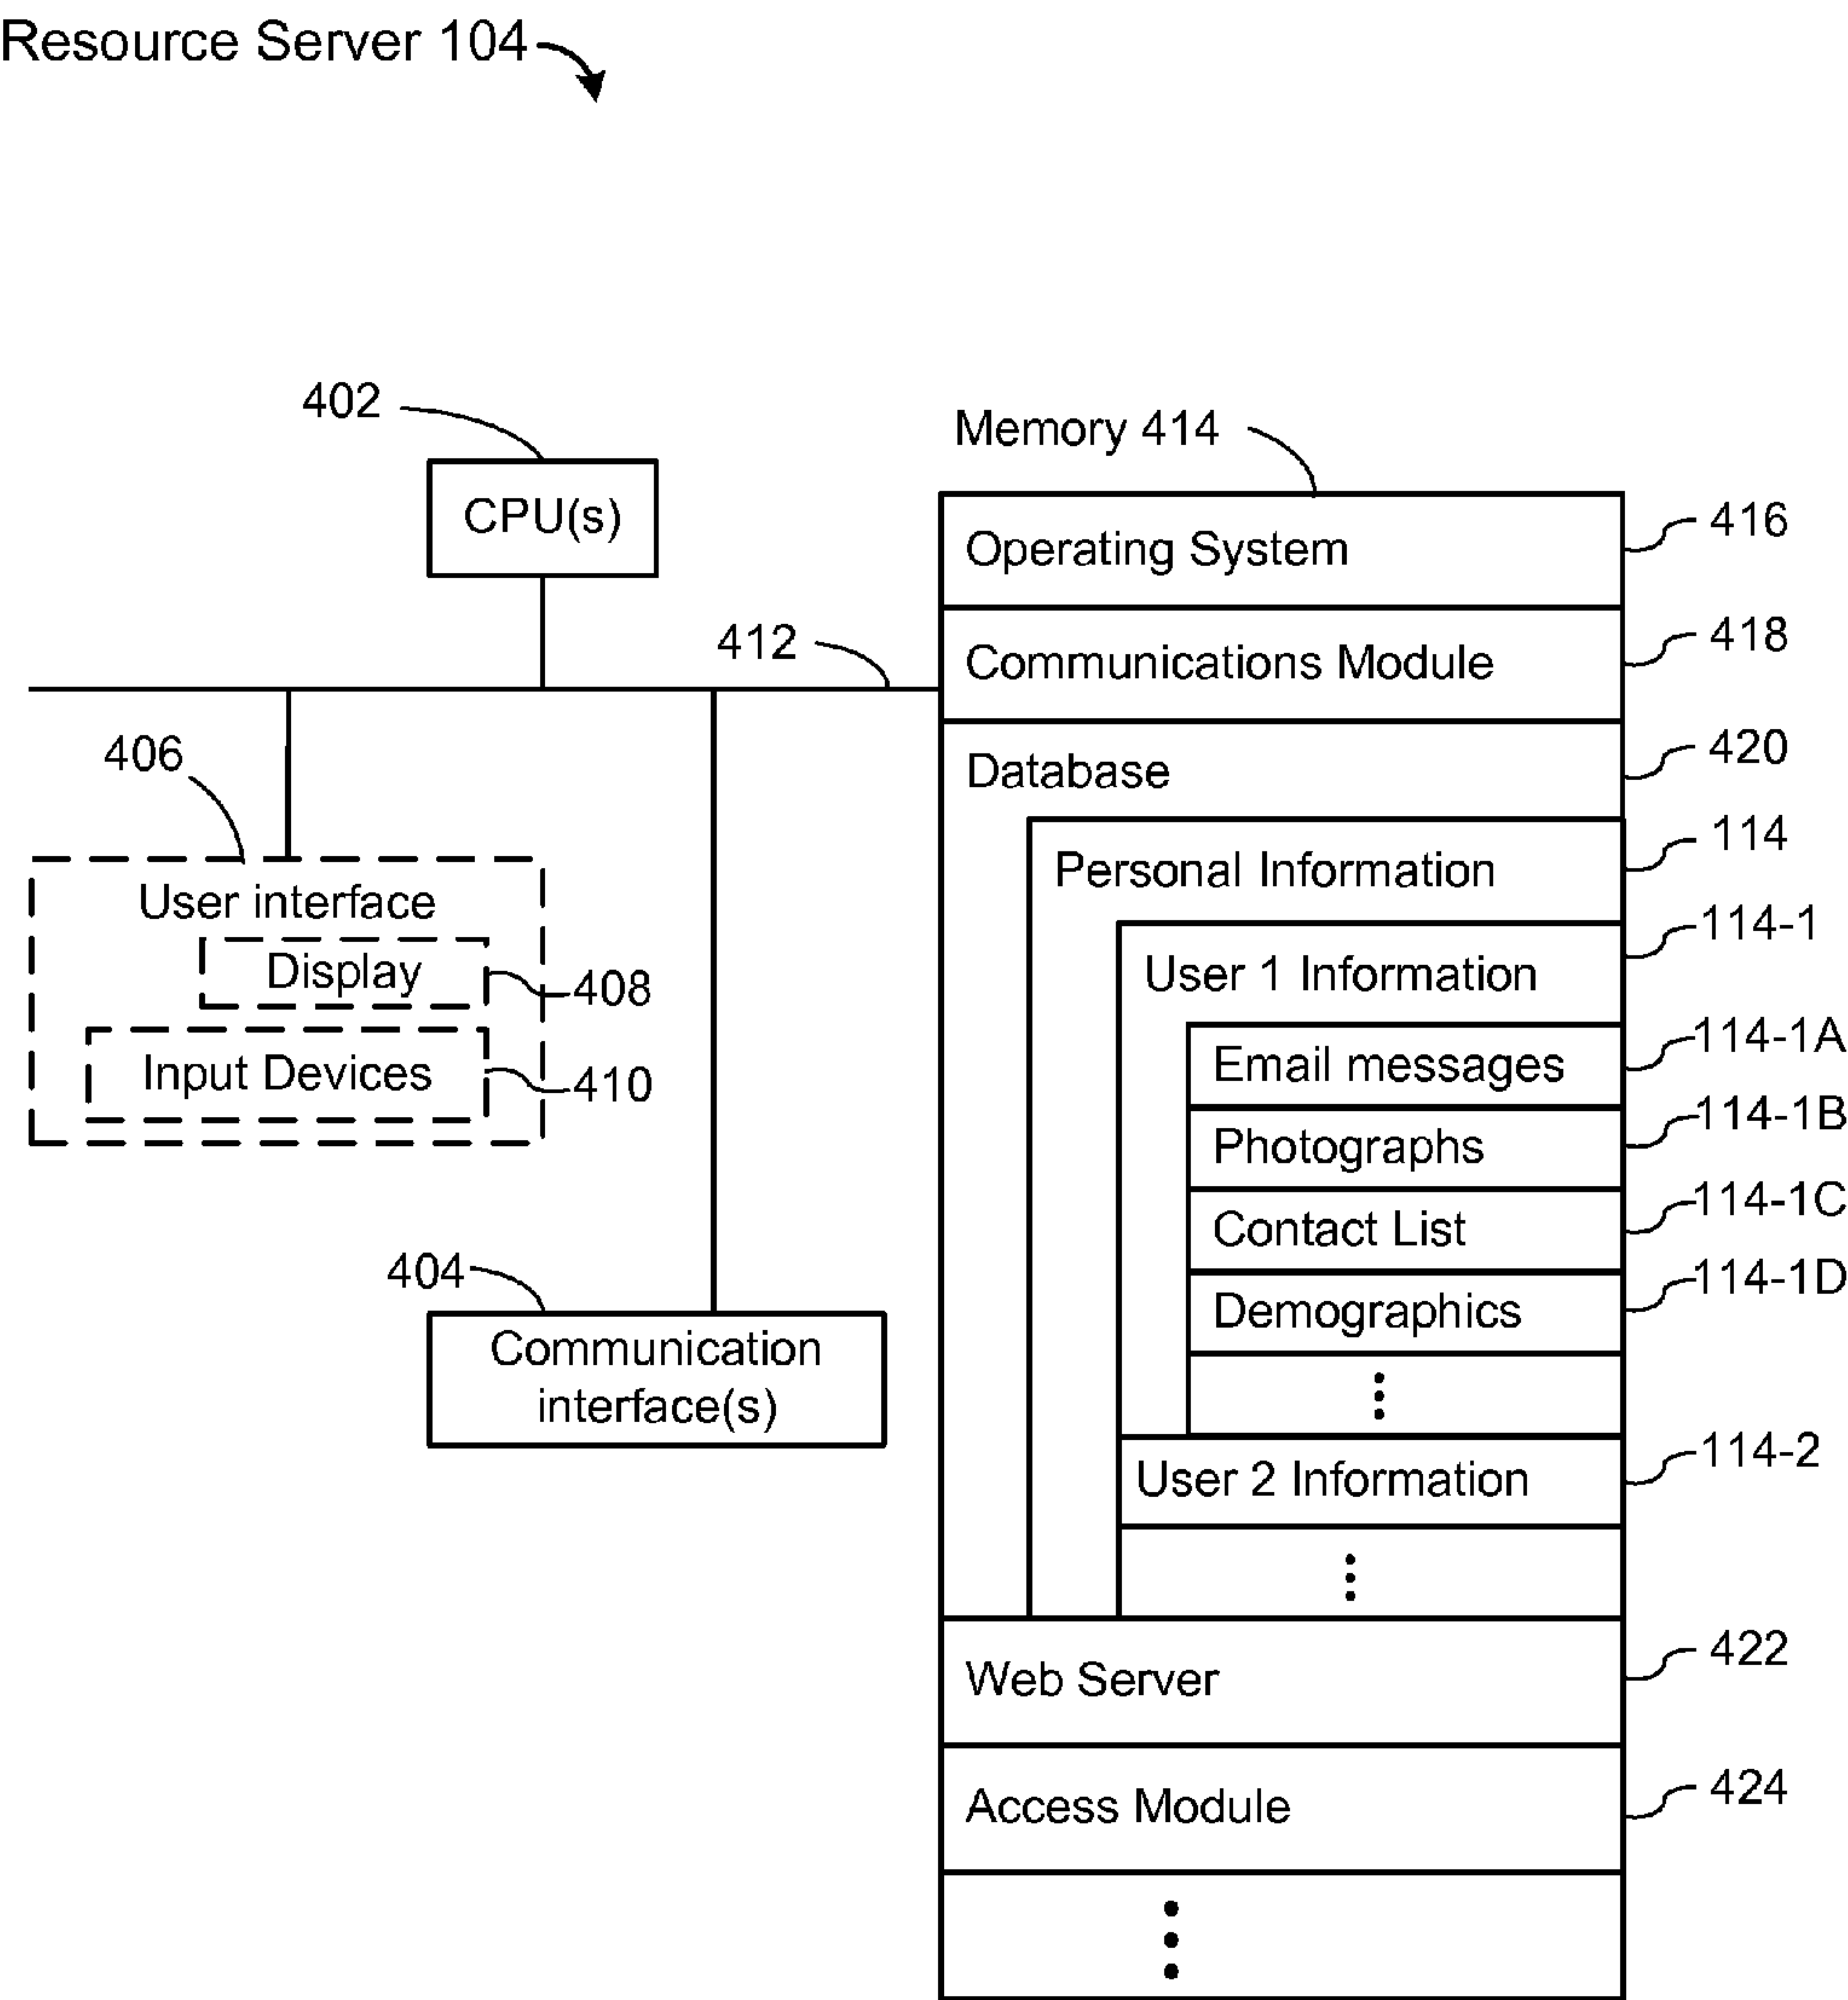 Resource Server 104
402
CPU(s)
412
406
User interface
Display
408
Input Devices
410
404
Communication
interface(s)
Memory 414
Operating System
416
Communications Module
418
Database
420
Personal Information
114
User 1 Information
114-1
Email messages
114-1A
Photographs
114-1B
Contact List
114-1C
Demographics
114-1D
User 2 Information
114-2
Web Server
422
Access Module
424